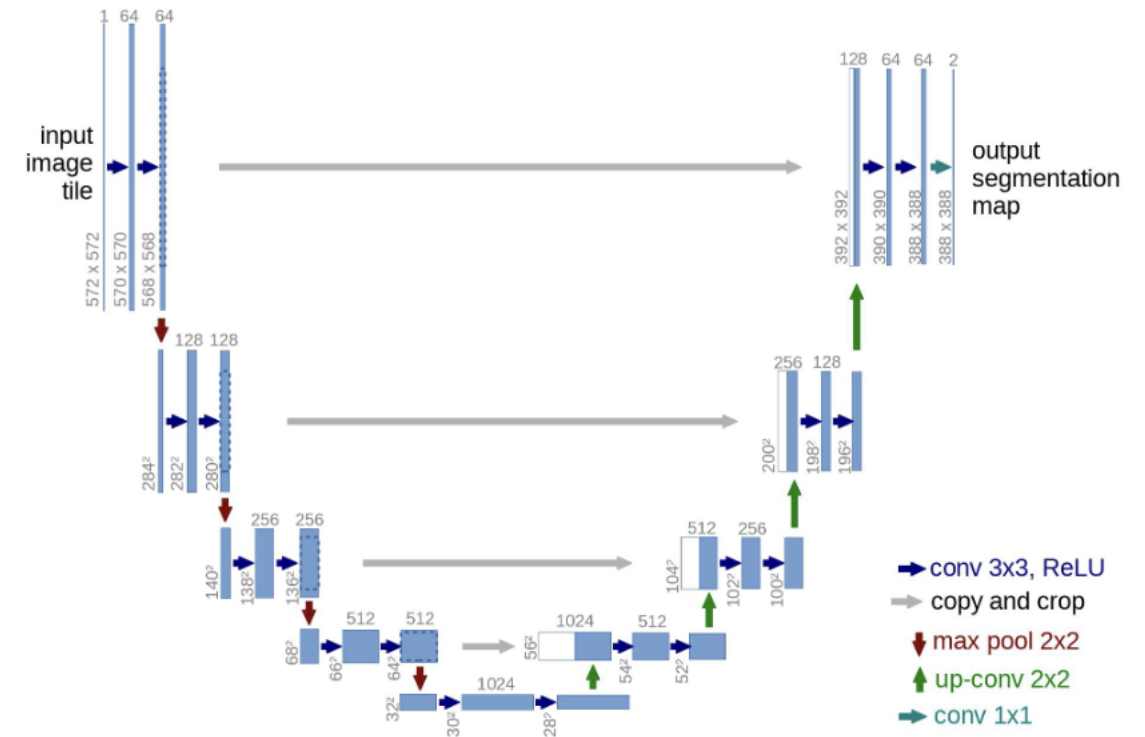 1 64 64
input
image
tile
572 x 572
570 x 570
568 x 568
128 64 64 2
output
segmentation
map
392 x 392
390 x 390
388 x 388
388 x 388
128 128
284²
282²
280²
256 128
200²
198²
196²
256 256
140²
138²
136²
512 256
104²
102²
100²
512 512
68²
66²
64²
1024 512
56²
54²
52²
1024
32²
30²
28²
conv 3x3, ReLU
copy and crop
max pool 2x2
up-conv 2x2
conv 1x1